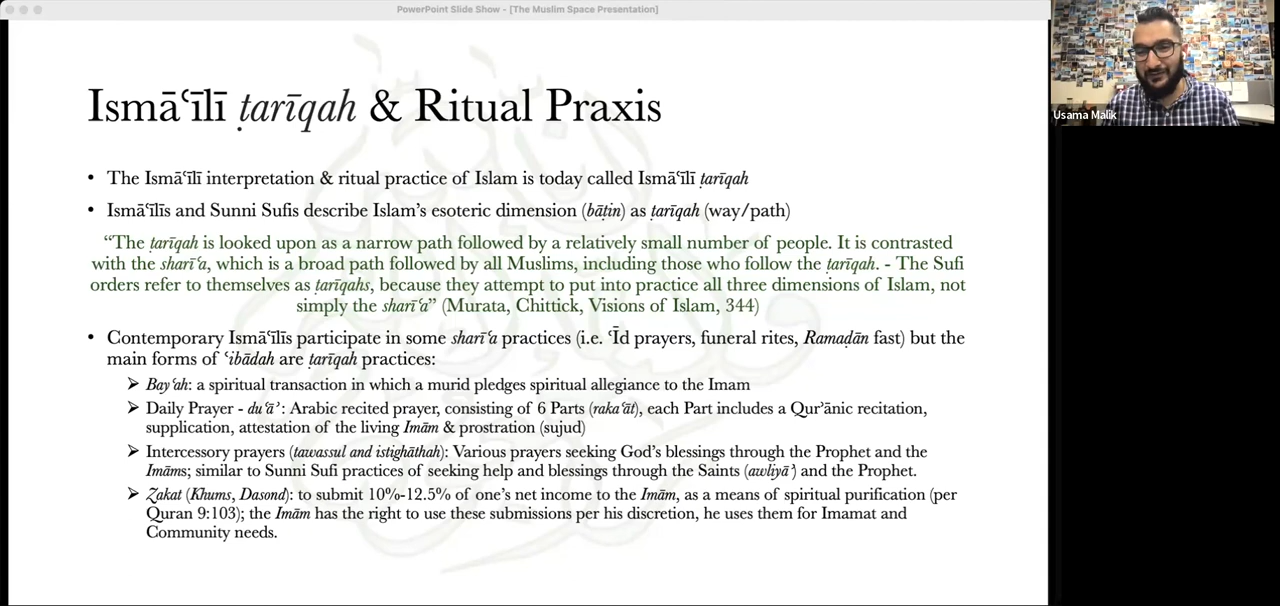 PowerPoint Slide Show - [The Muslim Space Presentation]
Ismāʿīlī ṭarīqah & Ritual Praxis
• The Ismāʿīlī interpretation & ritual practice of Islam is today called Ismāʿīlī ṭarīqah
• Ismāʿīlīs and Sunni Sufis describe Islam’s esoteric dimension (bāṭin) as ṭarīqah (way/path)
“The ṭarīqah is looked upon as a narrow path followed by a relatively small number of people. It is contrasted
with the sharīʿa, which is a broad path followed by all Muslims, including those who follow the ṭarīqah. - The Sufi
orders refer to themselves as ṭarīqahs, because they attempt to put into practice all three dimensions of Islam, not
simply the sharīʿa” (Murata, Chittick, Visions of Islam, 344)
• Contemporary Ismāʿīlīs participate in some sharīʿa practices (i.e. ʿĪd prayers, funeral rites, Ramaḍān fast) but the
main forms of ʿibādah are ṭarīqah practices:
➢ Bayʿah: a spiritual transaction in which a murid pledges spiritual allegiance to the Imam
➢ Daily Prayer - duʿāʾ: Arabic recited prayer, consisting of 6 Parts (rakaʿāt), each Part includes a Qurʾānic recitation,
supplication, attestation of the living Imām & prostration (sujud)
➢ Intercessory prayers (tawassul and istighāthah): Various prayers seeking God’s blessings through the Prophet and the
Imāms; similar to Sunni Sufi practices of seeking help and blessings through the Saints (awliyāʾ) and the Prophet.
➢ Zakat (Khums, Dasond): to submit 10%-12.5% of one’s net income to the Imām, as a means of spiritual purification (per
Quran 9:103); the Imām has the right to use these submissions per his discretion, he uses them for Imamat and
Community needs.
Usama Malik